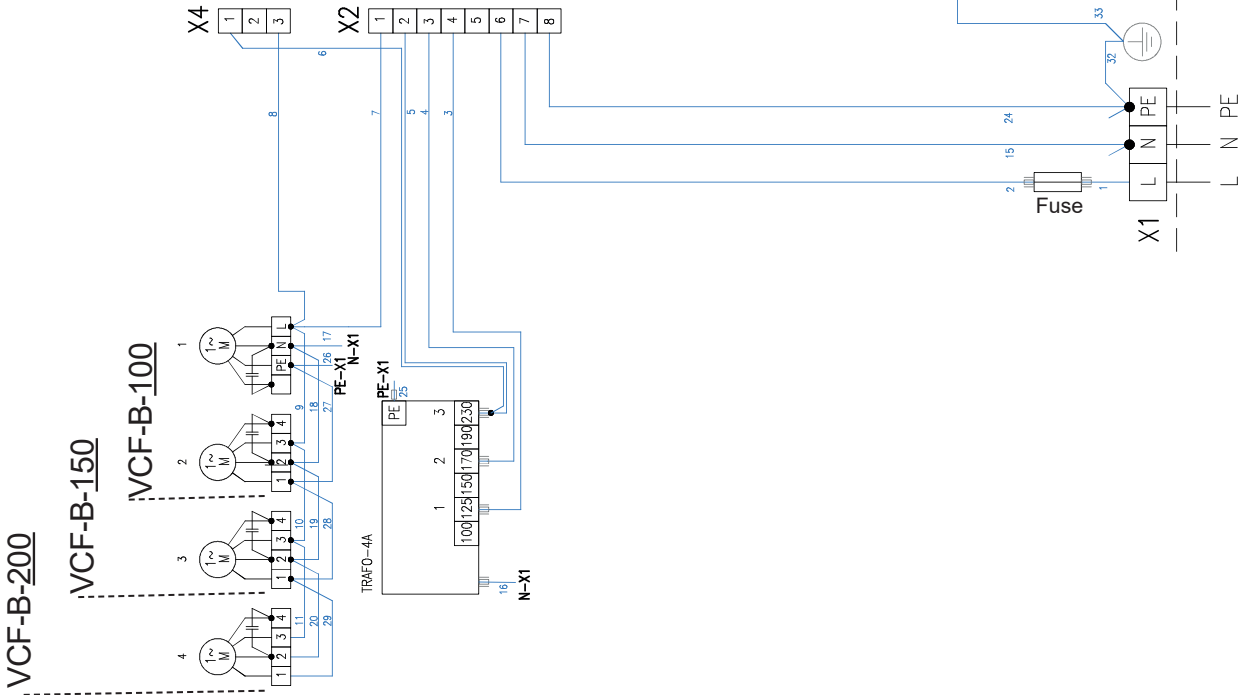 X4
1
2
3
X2
1
2
3
4
5
6
7
8
33
32
6
8
7
5
4
3
24
15
2
1
Fuse
PE
N
L
PE
N
L
X1
VCF-B-100
VCF-B-150
VCF-B-200
1
1~
M
L
N
PE
17
26
N-X1
PE-X1
9
18
27
2
1~
M
4
3
2
1
10
19
28
3
1~
M
4
3
2
1
11
20
29
4
1~
M
4
3
2
1
TRAFO-4A
PE-X1
25
PE
3
2
1
230
190
170
150
125
100
16
N-X1